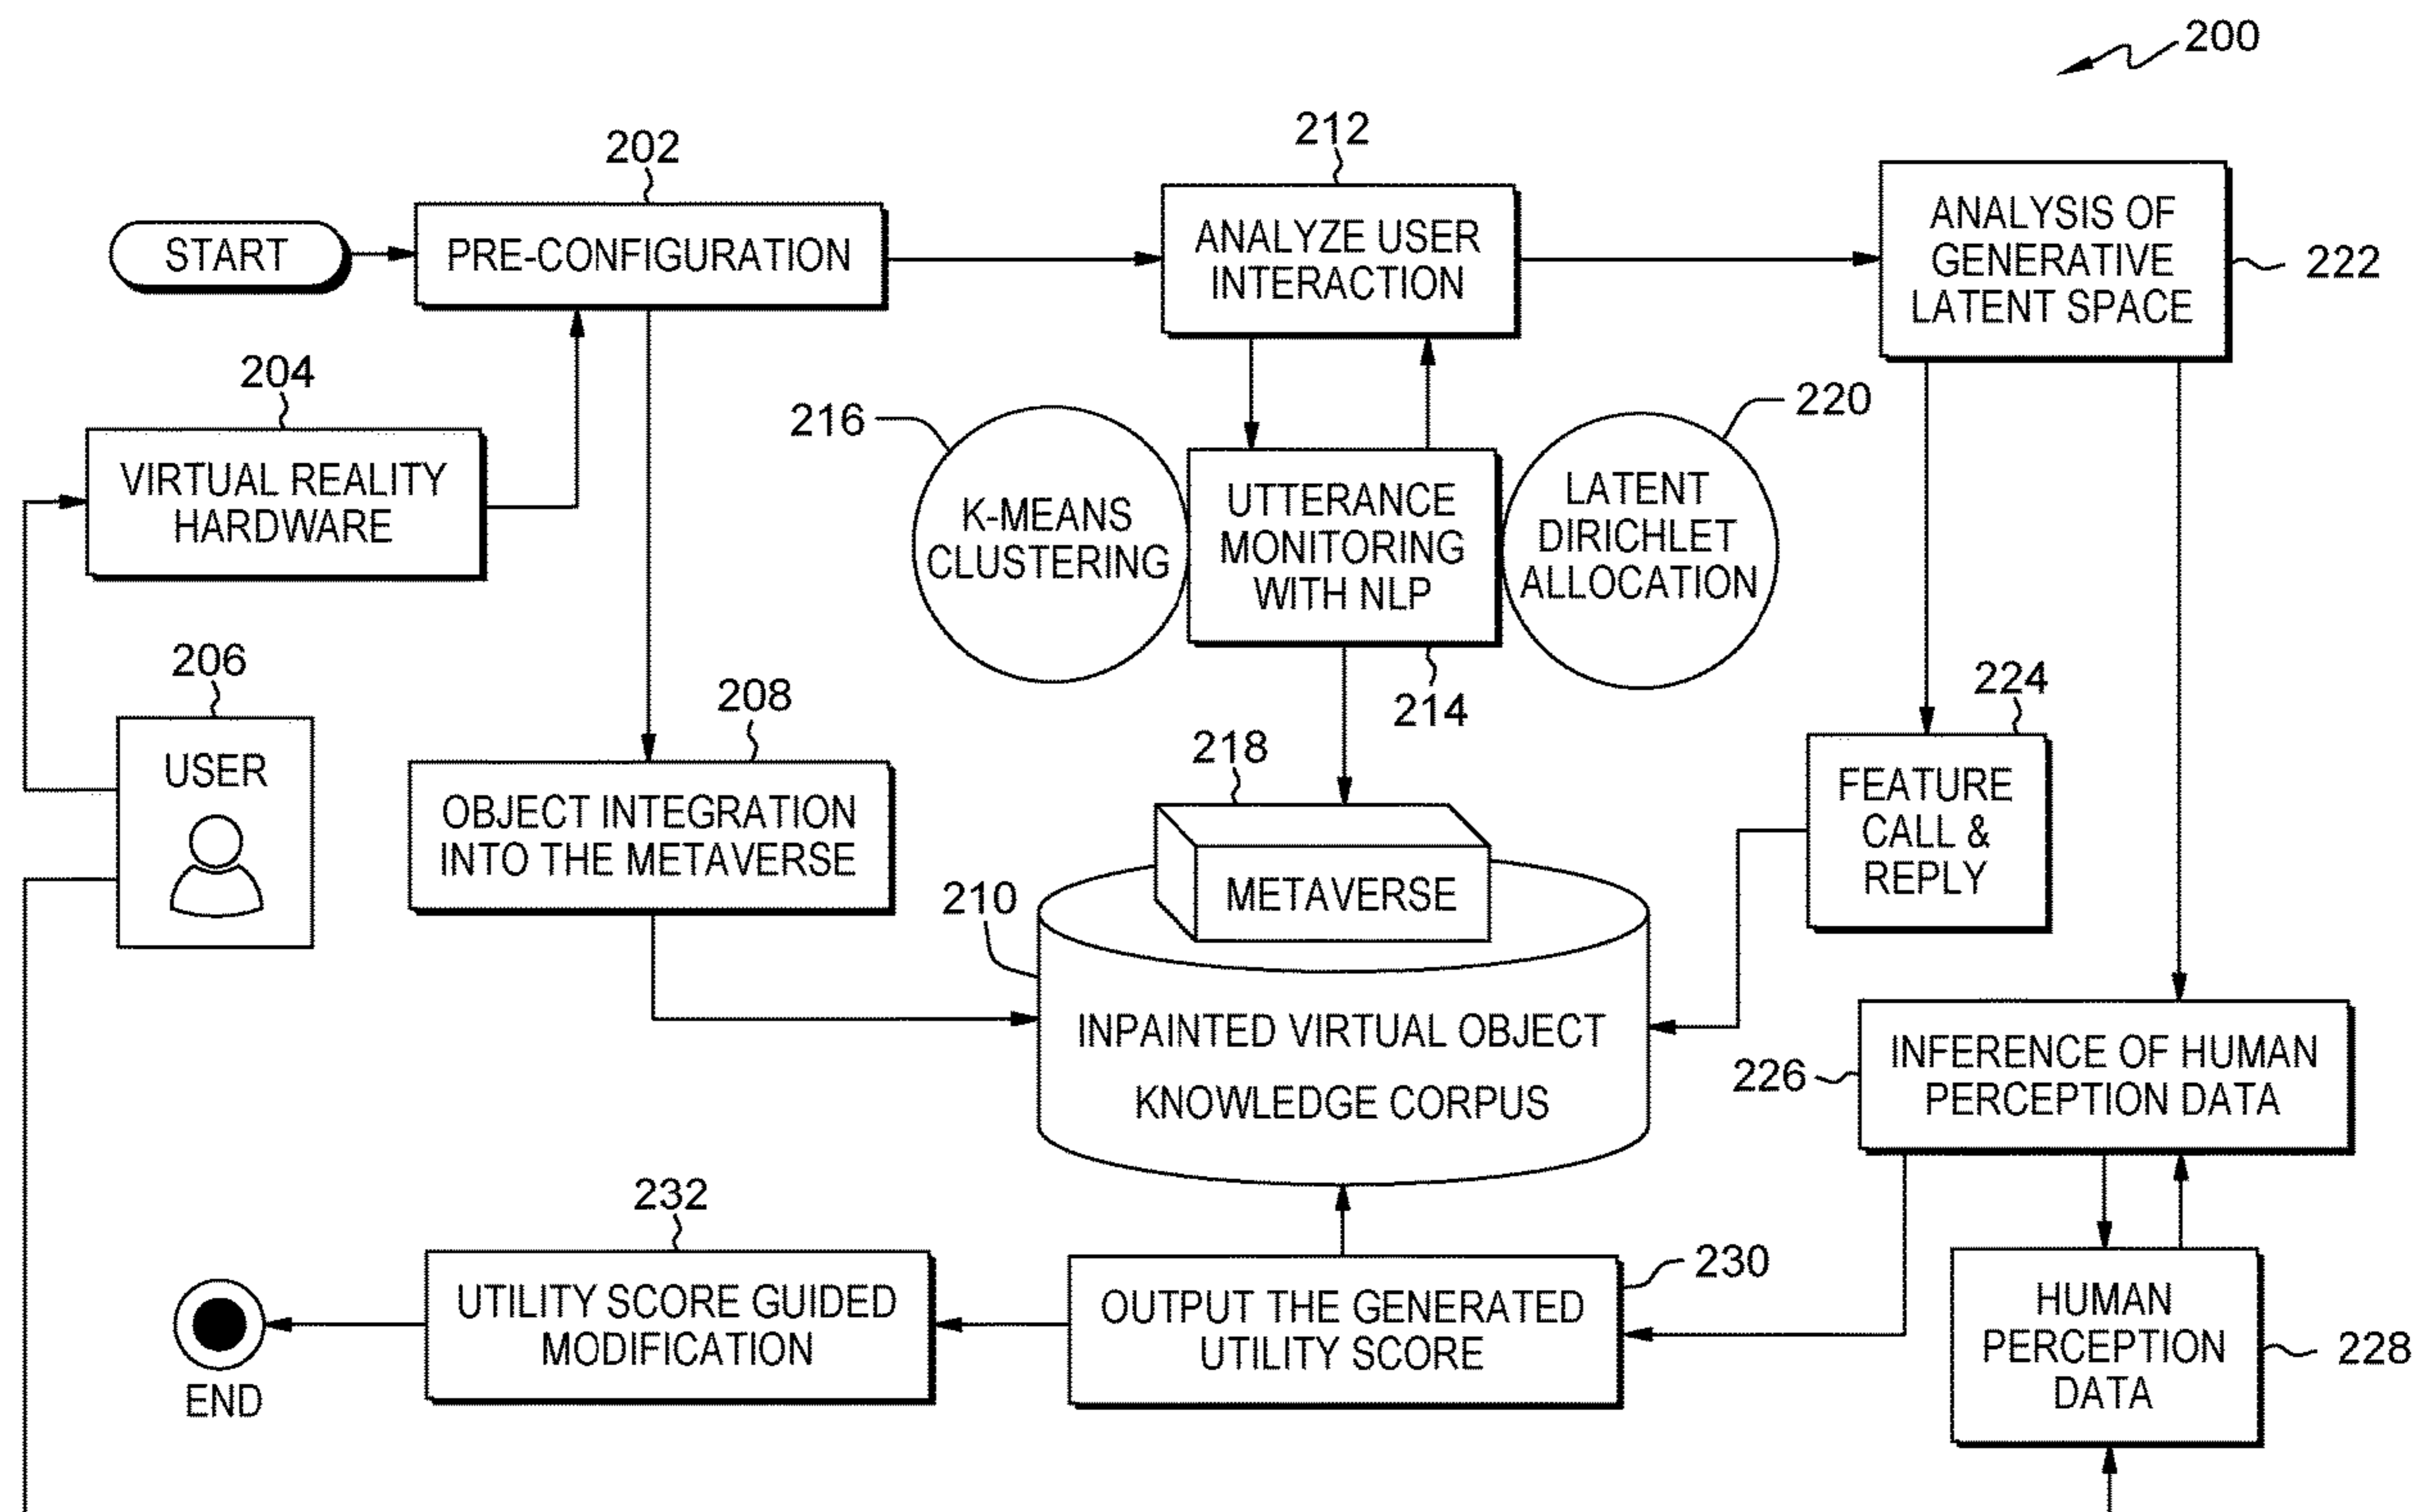 200
202
START
PRE-CONFIGURATION
212
ANALYZE USER
INTERACTION
ANALYSIS OF
GENERATIVE
LATENT SPACE
222
204
VIRTUAL REALITY
HARDWARE
216
K-MEANS
CLUSTERING
UTTERANCE
MONITORING
WITH NLP
214
220
LATENT
DIRICHLET
ALLOCATION
206
USER
208
OBJECT INTEGRATION
INTO THE METAVERSE
218
METAVERSE
210
INPAINTED VIRTUAL OBJECT
KNOWLEDGE CORPUS
224
FEATURE
CALL &
REPLY
226
INFERENCE OF HUMAN
PERCEPTION DATA
228
HUMAN
PERCEPTION
DATA
230
OUTPUT THE GENERATED
UTILITY SCORE
232
UTILITY SCORE GUIDED
MODIFICATION
END